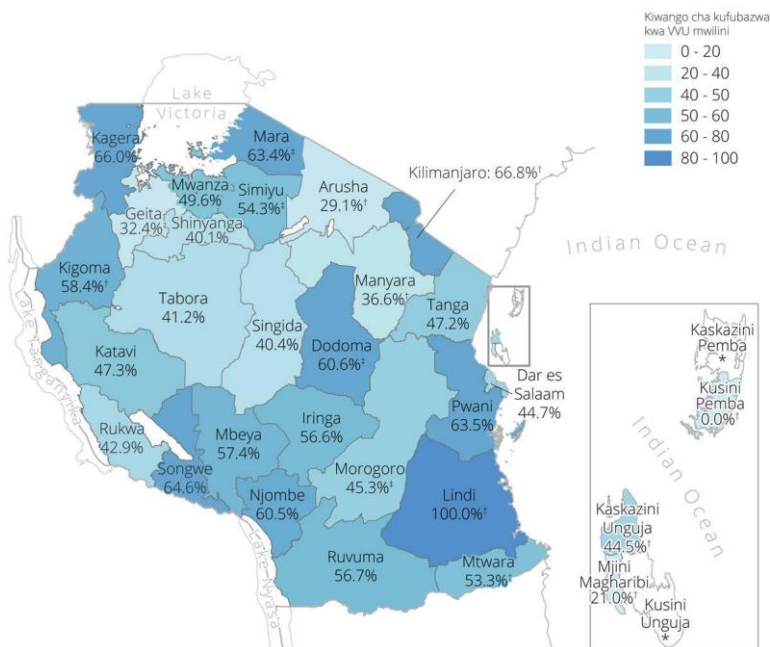 Kiwango cha kufubazwa
kwa VVU mwilini
0 - 20
20 - 40
40 - 50
50 - 60
60 - 80
80 - 100
Lake
Victoria
Kagera
66.0%
Mara
63.4%‡
Kilimanjaro: 66.8%†
Mwanza
49.6%
Simiyu
54.3%‡
Arusha
29.1%†
Geita
32.4%‡
Shinyanga
40.1%
Indian Ocean
Kigoma
58.4%†
Tabora
41.2%
Singida
40.4%
Manyara
36.6%†
Tanga
47.2%
Dodoma
60.6%‡
Katavi
47.3%
Lake Tanganyika
Dar es
Salaam
44.7%
Rukwa
42.9%
Mbeya
57.4%
Iringa
56.6%
Pwani
63.5%
Songwe
64.6%
Njombe
60.5%
Morogoro
45.3%‡
Lindi
100.0%†
Lake Nyasa
Ruvuma
56.7%
Mtwara
53.3%‡
Kaskazini
Pemba
*
Kusini
Pemba
0.0%†
Indian Ocean
Kaskazini
Unguja
44.5%†
Mjini
Magharibi
21.0%†
Kusini
Unguja
*